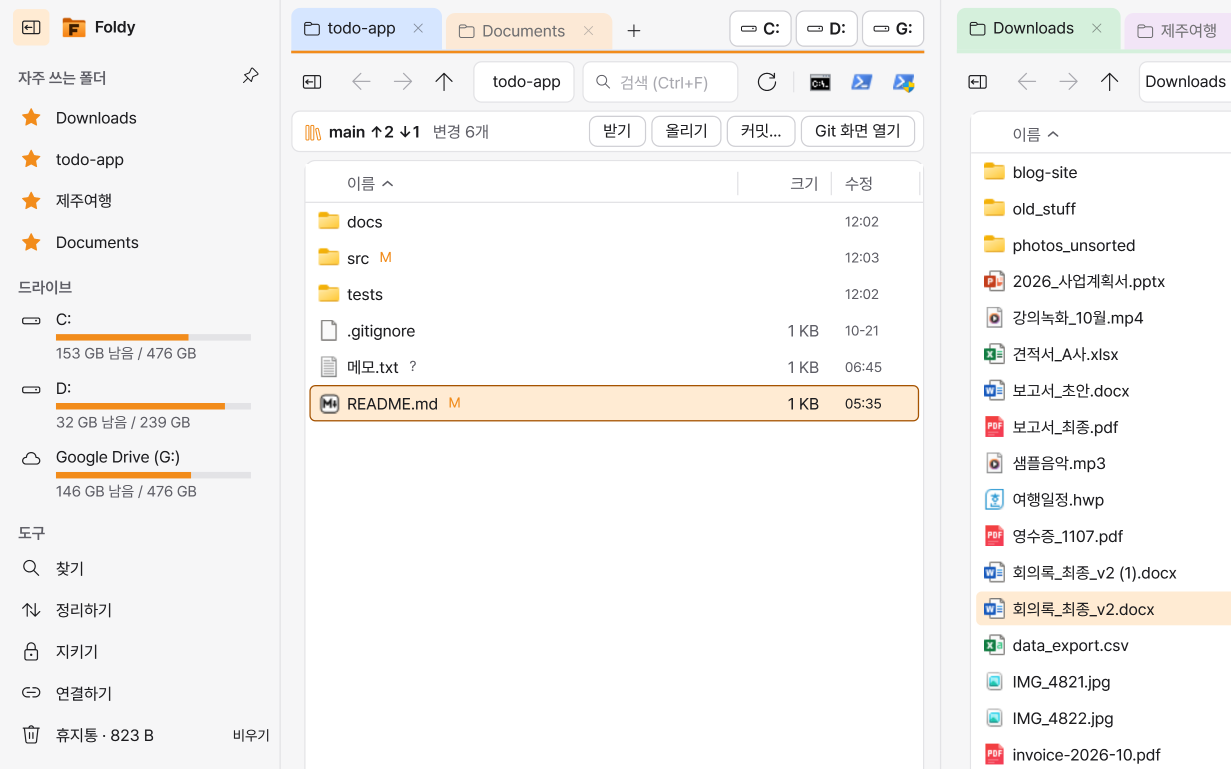 Foldy
자주 쓰는 폴더
Downloads
todo-app
제주여행
Documents
드라이브
C:
153 GB 남음 / 476 GB
D:
32 GB 남음 / 239 GB
Google Drive (G:)
146 GB 남음 / 476 GB
도구
찾기
정리하기
지키기
연결하기
휴지통 · 823 B 비우기
todo-app Documents C: D: G:
todo-app 검색 (Ctrl+F)
main ↑2 ↓1 변경 6개 받기 올리기 커밋... Git 화면 열기
이름 크기 수정
docs 12:02
src M 12:03
tests 12:02
.gitignore 1 KB 10-21
메모.txt ? 1 KB 06:45
README.md M 1 KB 05:35
Downloads 제주여행
Downloads
이름
blog-site
old_stuff
photos_unsorted
2026_사업계획서.pptx
강의녹화_10월.mp4
견적서_A사.xlsx
보고서_초안.docx
보고서_최종.pdf
샘플음악.mp3
여행일정.hwp
영수증_1107.pdf
회의록_최종_v2 (1).docx
회의록_최종_v2.docx
data_export.csv
IMG_4821.jpg
IMG_4822.jpg
invoice-2026-10.pdf